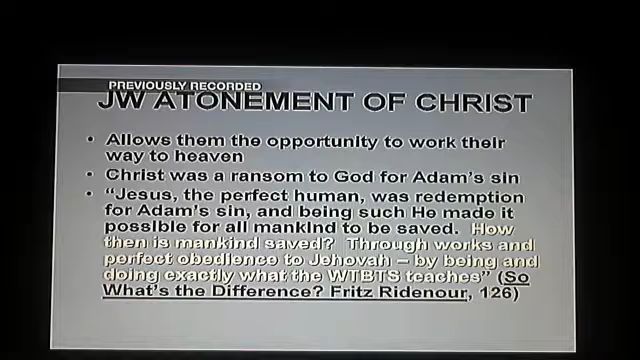 PREVIOUSLY RECORDED
JW ATONEMENT OF CHRIST
• Allows them the opportunity to work their
way to heaven
• Christ was a ransom to God for Adam's sin
• "Jesus, the perfect human, was redemption
for Adam's sin, and being such He made it
possible for all mankind to be saved. How
then is mankind saved? Through works and
perfect obedience to Jehovah – by being and
doing exactly what the WTBTS teaches" (So
What's the Difference? Fritz Ridenour, 126)